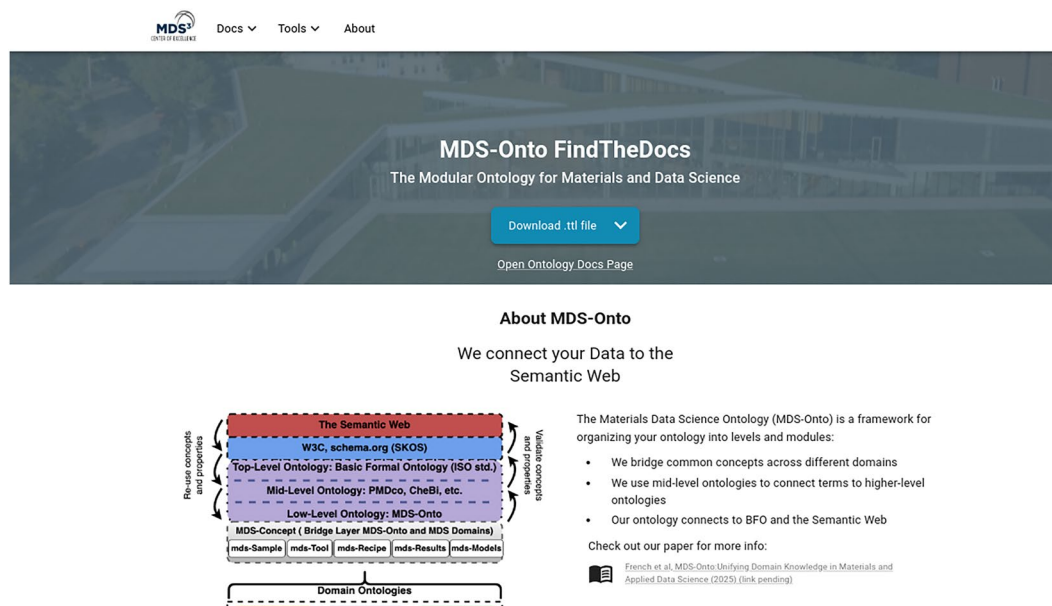 MDS³
CENTER OF EXCELLENCE
Docs
Tools
About
MDS-Onto FindTheDocs
The Modular Ontology for Materials and Data Science
Download .ttl file
Open Ontology Docs Page
About MDS-Onto
We connect your Data to the
Semantic Web
Re-use concepts
and properties
The Semantic Web
W3C, schema.org (SKOS)
Top-Level Ontology: Basic Formal Ontology (ISO std.)
Mid-Level Ontology: PMDco, CheBi, etc.
Low-Level Ontology: MDS-Onto
MDS-Concept ( Bridge Layer MDS-Onto and MDS Domains)
mds-Sample mds-Tool mds-Recipe mds-Results mds-Models
Domain Ontologies
Validate concepts
and properties
The Materials Data Science Ontology (MDS-Onto) is a framework for
organizing your ontology into levels and modules:
• We bridge common concepts across different domains
• We use mid-level ontologies to connect terms to higher-level
ontologies
• Our ontology connects to BFO and the Semantic Web
Check out our paper for more info:
French et al, MDS-Onto:Unifying Domain Knowledge in Materials and
Applied Data Science (2025) (link pending)